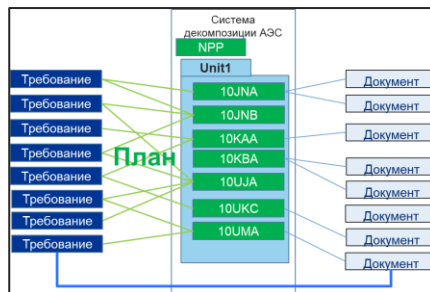 Система
декомпозиции АЭС
NPP
Unit1
Требование
Требование
Требование
Требование
Требование
Требование
Требование
Требование
План
10JNA
10JNB
10KAA
10KBA
10UJA
10UKC
10UMA
Документ
Документ
Документ
Документ
Документ
Документ
Документ
Документ